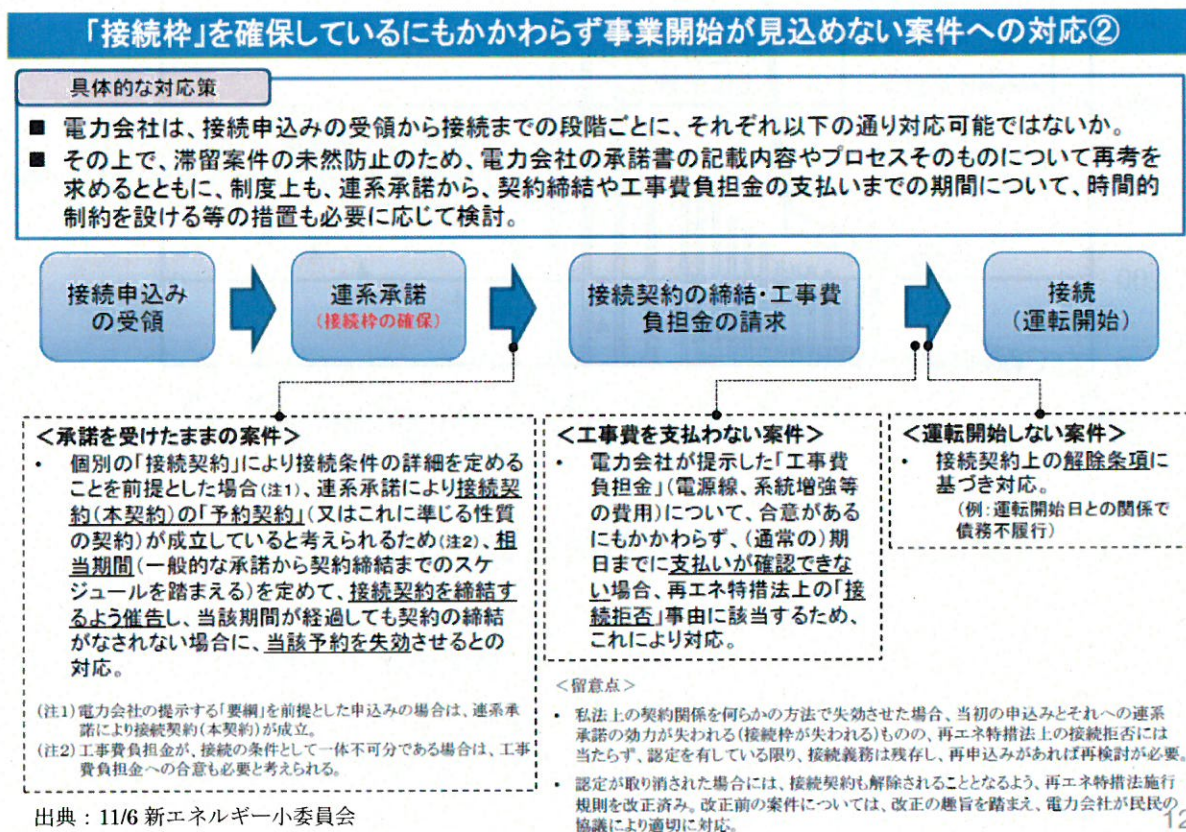 「接続枠」を確保しているにもかかわらず事業開始が見込めない案件への対応②
具体的な対応策
■ 電力会社は、接続申込みの受領から接続までの段階ごとに、それぞれ以下の通り対応可能ではないか。
■ その上で、滞留案件の未然防止のため、電力会社の承諾書の記載内容やプロセスそのものについて再考を
求めるとともに、制度上も、連系承諾から、契約締結や工事費負担金の支払いまでの期間について、時間的
制約を設ける等の措置も必要に応じて検討。
接続申込み
の受領
連系承諾
(接続枠の確保)
接続契約の締結・工事費
負担金の請求
接続
(運転開始)
<承諾を受けたままの案件>
・ 個別の「接続契約」により接続条件の詳細を定める
ことを前提とした場合(注1)、連系承諾により接続契
約(本契約)の「予約契約」(又はこれに準じる性質
の契約)が成立していると考えられるため(注2)、相
当期間(一般的な承諾から契約締結までのスケ
ジュールを踏まえる)を定めて、接続契約を締結す
るよう催告し、当該期間が経過しても契約の締結
がなされない場合に、当該予約を失効させるとの
対応。
(注1)電力会社の提示する「要綱」を前提とした申込みの場合は、連系承
諾により接続契約(本契約)が成立。
(注2)工事費負担金が、接続の条件として一体不可分である場合は、工事
費負担金への合意も必要と考えられる。
出典：11/6 新エネルギー小委員会
<工事費を支払わない案件>
・ 電力会社が提示した「工事費
負担金」(電源線、系統増強等
の費用)について、合意がある
にもかかわらず、(通常の)期
日までに支払いが確認できな
い場合、再エネ特措法上の「接
続拒否」事由に該当するため、
これにより対応。
<運転開始しない案件>
・ 接続契約上の解除条項に
基づき対応。
(例:運転開始日との関係で
債務不履行)
<留意点>
・ 私法上の契約関係を何らかの方法で失効させた場合、当初の申込みとそれへの連系
承諾の効力が失われる(接続枠が失われる)ものの、再エネ特措法上の接続拒否には
当たらず、認定を有している限り、接続義務は残存し、再申込みがあれば再検討が必要。
・ 認定が取り消された場合には、接続契約も解除されることとなるよう、再エネ特措法施行
規則を改正済み。改正前の案件については、改正の趣旨を踏まえ、電力会社が民民の
協議により適切に対応。
12